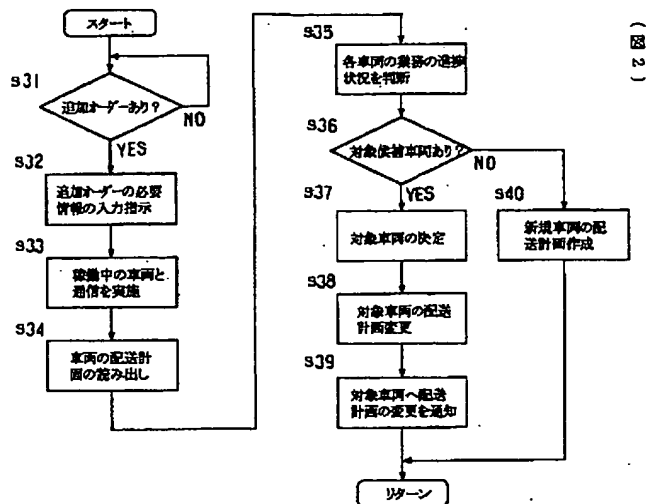 (図2)
スタート
s31
追加オーダーあり?
NO
YES
s32
追加オーダーの必要
情報の入力指示
s33
稼働中の車両と
通信を実施
s34
車両の配送計
画の読み出し
s35
各車両の業務の進捗
状況を判断
s36
対象候補車両あり?
NO
YES
s37
対象車両の決定
s38
対象車両の配送
計画変更
s39
対象車両へ配送
計画の変更を通知
s40
新規車両の配
送計画作成
リターン